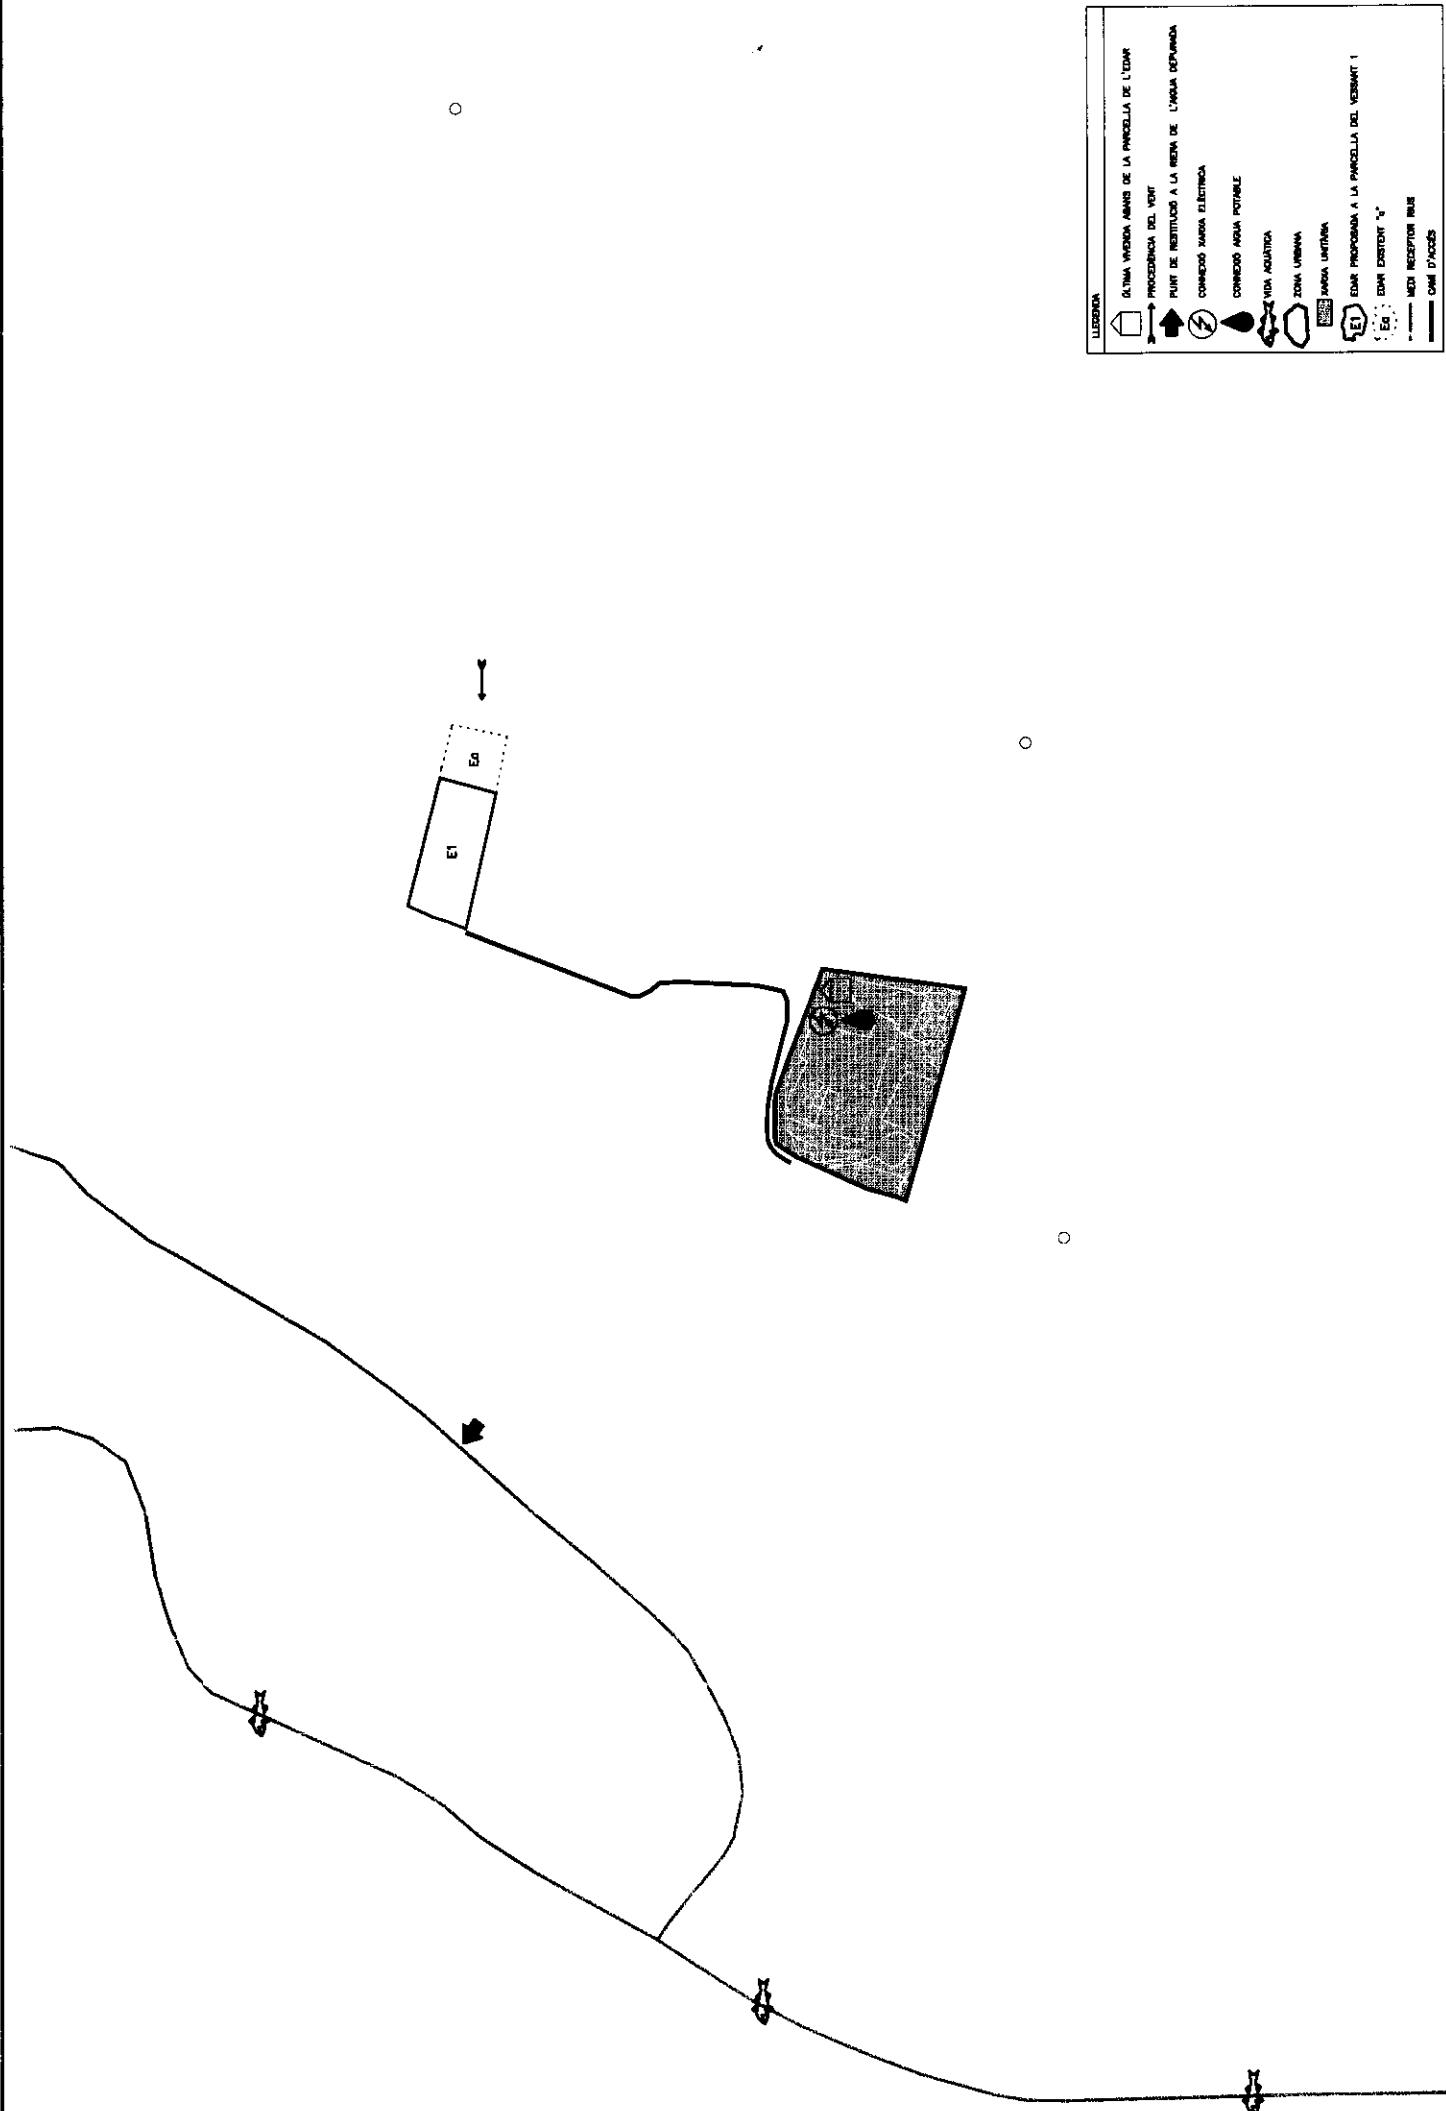 LLEGENDA
ÚLTIMA VIVENDA ABANS DE LA PARCEL.LA DE L'EDAR
PROCEDÈNCIA DEL VENT
PUNT DE RESTITUCIÓ A LA RIERA DE L'AIGUA DEPURADA
CONNEXIÓ XARXA ELÈCTRICA
CONNEXIÓ AIGUA POTABLE
VIDA AQUÀTICA
ZONA URBANA
XARXA UNITÀRIA
E1 EDAR PROPOSADA A LA PARCEL.LA DEL VESSANT 1
Ea EDAR EXISTENT "a"
MEDI RECEPTOR RIUS
CAMÍ D'ACCÉS
Ea
E1